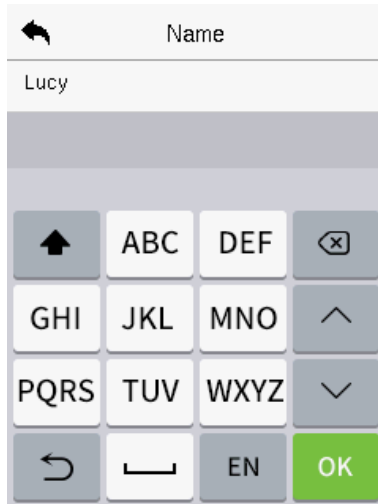 Name
Lucy
ABC DEF
GHI JKL MNO
PQRS TUV WXYZ
EN OK